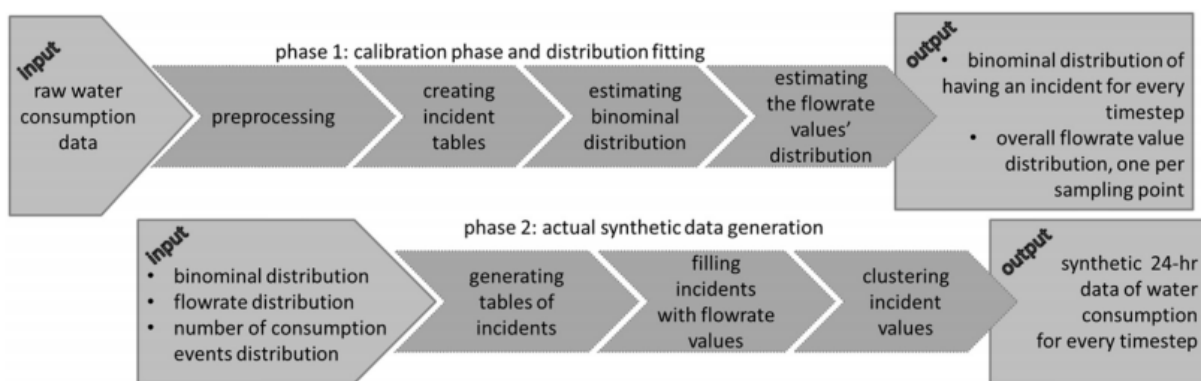 phase 1: calibration phase and distribution fitting
input
raw water
consumption
data
preprocessing
creating
incident
tables
estimating
binominal
distribution
estimating
the flowrate
values'
distribution
output
• binominal distribution of
having an incident for every
timestep
• overall flowrate value
distribution, one per
sampling point
phase 2: actual synthetic data generation
input
• binominal distribution
• flowrate distribution
• number of consumption
events distribution
generating
tables of
incidents
filling
incidents
with flowrate
values
clustering
incident
values
output
synthetic 24-hr
data of water
consumption
for every timestep